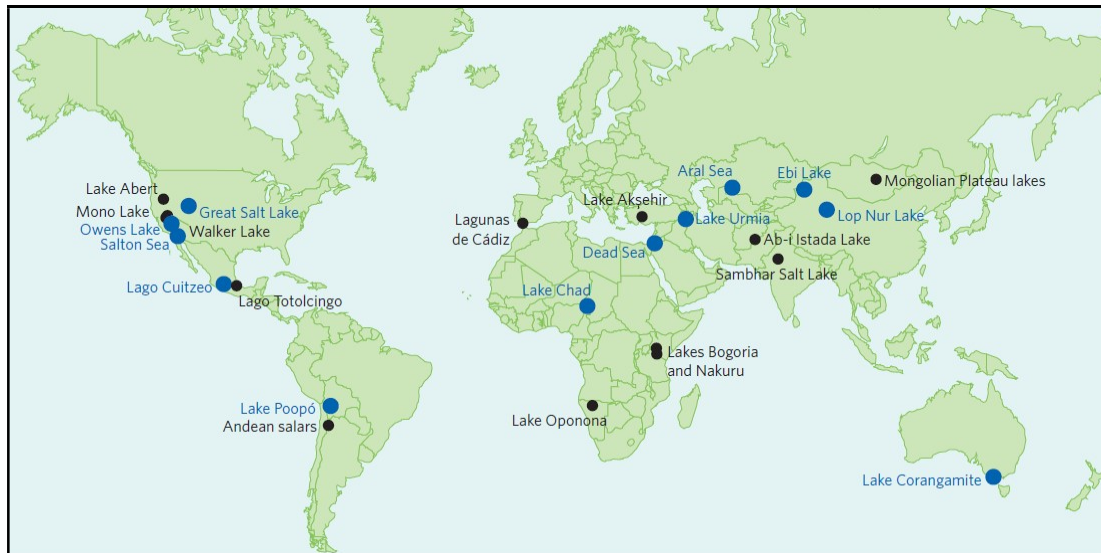 Lake Abert
Mono Lake
Great Salt Lake
Owens Lake
Walker Lake
Salton Sea
Lago Cuitzeo
Lago Totolcingo
Lake Poopó
Andean salars
Lagunas
de Cádiz
Lake Akşehir
Aral Sea
Ebi Lake
Mongolian Plateau lakes
Lake Urmia
Lop Nur Lake
Dead Sea
Ab-i Istada Lake
Sambhar Salt Lake
Lake Chad
Lakes Bogoria
and Nakuru
Lake Oponona
Lake Corangamite